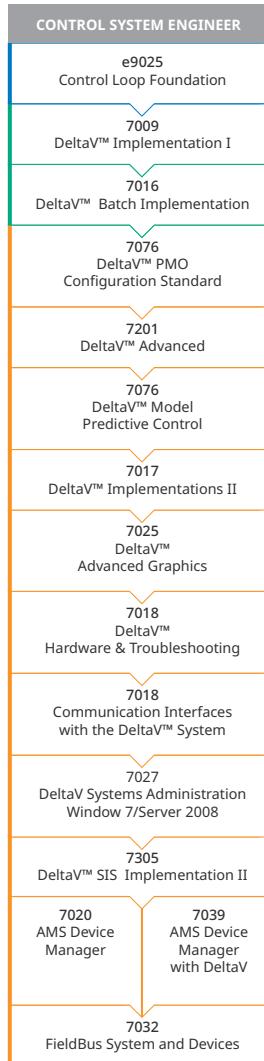 CONTROL SYSTEM ENGINEER
e9025
Control Loop Foundation
7009
DeltaV™ Implementation I
7016
DeltaV™ Batch Implementation
7076
DeltaV™ PMO
Configuration Standard
7201
DeltaV™ Advanced
7076
DeltaV™ Model
Predictive Control
7017
DeltaV™ Implementations II
7025
DeltaV™
Advanced Graphics
7018
DeltaV™
Hardware & Troubleshooting
7018
Communication Interfaces
with the DeltaV™ System
7027
DeltaV Systems Administration
Window 7/Server 2008
7305
DeltaV™ SIS Implementation II
7020
AMS Device
Manager
7039
AMS Device
Manager
with DeltaV
7032
FieldBus System and Devices